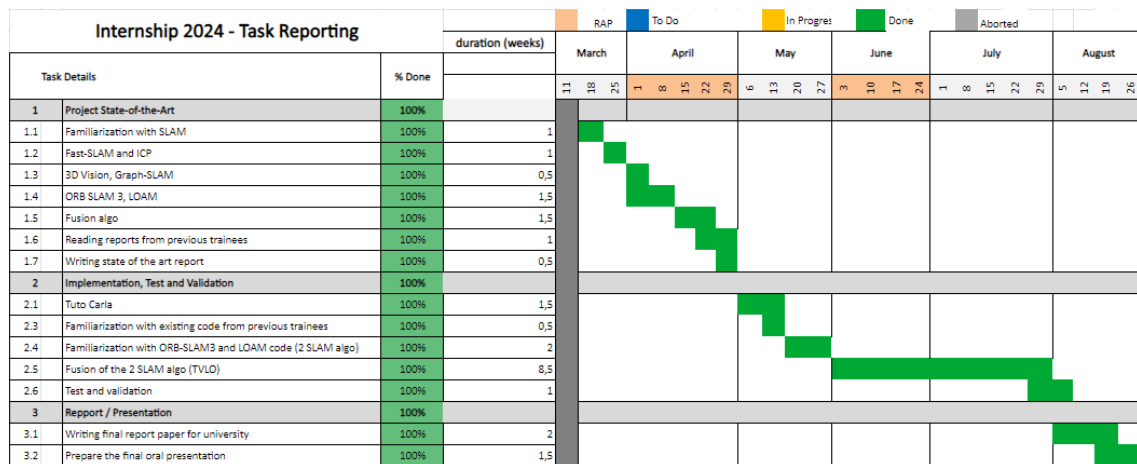 RAP To Do In Progres Done Aborted
Internship 2024 - Task Reporting
duration (weeks)
March April May June July August
Task Details % Done
11 18 25 1 8 15 22 29 6 13 20 27 3 10 17 24 1 8 15 22 29 5 12 19 26
1 Project State-of-the-Art 100%
1.1 Familiarization with SLAM 100% 1
1.2 Fast-SLAM and ICP 100% 1
1.3 3D Vision, Graph-SLAM 100% 0,5
1.4 ORB SLAM 3, LOAM 100% 1,5
1.5 Fusion algo 100% 1,5
1.6 Reading reports from previous trainees 100% 1
1.7 Writing state of the art report 100% 0,5
2 Implementation, Test and Validation 100%
2.1 Tuto Carla 100% 1,5
2.3 Familiarization with existing code from previous trainees 100% 0,5
2.4 Familiarization with ORB-SLAM3 and LOAM code (2 SLAM algo) 100% 2
2.5 Fusion of the 2 SLAM algo (TVLO) 100% 8,5
2.6 Test and validation 100% 1
3 Repport / Presentation 100%
3.1 Writing final report paper for university 100% 2
3.2 Prepare the final oral presentation 100% 1,5